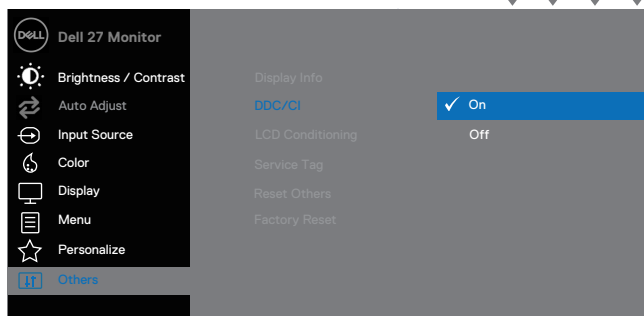 DELL Dell 27 Monitor
Brightness / Contrast
Auto Adjust
Input Source
Color
Display
Menu
Personalize
Others
Display Info
DDC/CI
LCD Conditioning
Service Tag
Reset Others
Factory Reset
On
Off